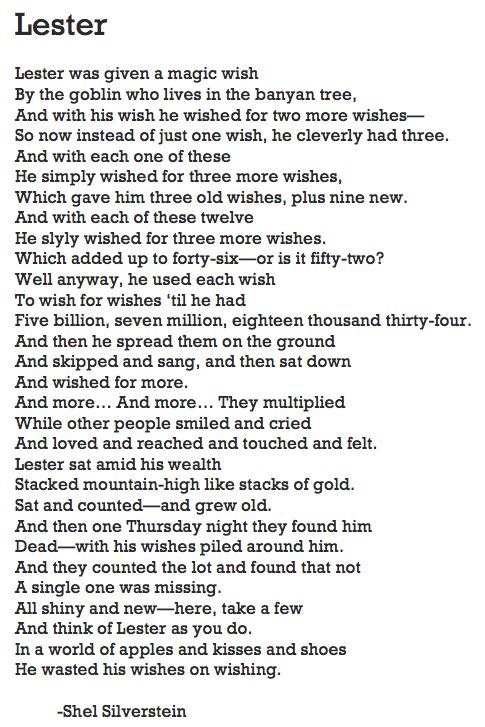 Lester
Lester was given a magic wish
By the goblin who lives in the banyan tree,
And with his wish he wished for two more wishes—
So now instead of just one wish, he cleverly had three.
And with each one of these
He simply wished for three more wishes,
Which gave him three old wishes, plus nine new.
And with each of these twelve
He slyly wished for three more wishes.
Which added up to forty-six—or is it fifty-two?
Well anyway, he used each wish
To wish for wishes ‘til he had
Five billion, seven million, eighteen thousand thirty-four.
And then he spread them on the ground
And skipped and sang, and then sat down
And wished for more.
And more… And more… They multiplied
While other people smiled and cried
And loved and reached and touched and felt.
Lester sat amid his wealth
Stacked mountain-high like stacks of gold.
Sat and counted—and grew old.
And then one Thursday night they found him
Dead—with his wishes piled around him.
And they counted the lot and found that not
A single one was missing.
All shiny and new—here, take a few
And think of Lester as you do.
In a world of apples and kisses and shoes
He wasted his wishes on wishing.
-Shel Silverstein